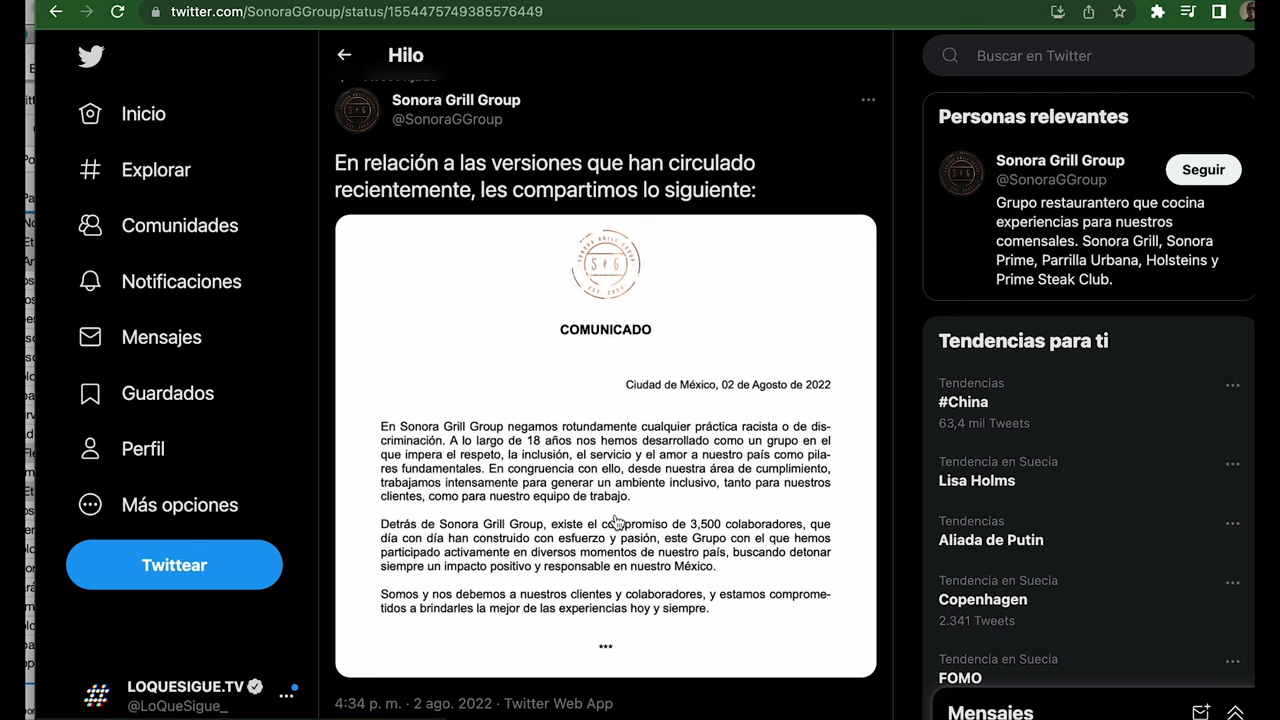 twitter.com/SonoraGGroup/status/1554475749385576449
Hilo
Buscar en Twitter
Inicio
Explorar
Comunidades
Notificaciones
Mensajes
Guardados
Perfil
Más opciones
Twittear
LOQUESIGUE.TV
@LoQueSigue_
Sonora Grill Group
@SonoraGGroup
En relación a las versiones que han circulado
recientemente, les compartimos lo siguiente:
SONORA GRILL GROUP
S G
COMUNICADO
Ciudad de México, 02 de Agosto de 2022
En Sonora Grill Group negamos rotundamente cualquier práctica racista o de dis-
criminación. A lo largo de 18 años nos hemos desarrollado como un grupo en el
que impera el respeto, la inclusión, el servicio y el amor a nuestro país como pila-
res fundamentales. En congruencia con ello, desde nuestra área de cumplimiento,
trabajamos intensamente para generar un ambiente inclusivo, tanto para nuestros
clientes, como para nuestro equipo de trabajo.
Detrás de Sonora Grill Group, existe el compromiso de 3,500 colaboradores, que
día con día han construido con esfuerzo y pasión, este Grupo con el que hemos
participado activamente en diversos momentos de nuestro país, buscando detonar
siempre un impacto positivo y responsable en nuestro México.
Somos y nos debemos a nuestros clientes y colaboradores, y estamos comprome-
tidos a brindarles la mejor de las experiencias hoy y siempre.
***
4:34 p. m. · 2 ago. 2022 · Twitter Web App
Personas relevantes
Sonora Grill Group
@SonoraGGroup
Seguir
Grupo restaurantero que cocina
experiencias para nuestros
comensales. Sonora Grill, Sonora
Prime, Parrilla Urbana, Holsteins y
Prime Steak Club.
Tendencias para ti
Tendencias
#China
63,4 mil Tweets
Tendencia en Suecia
Lisa Holms
Tendencias
Aliada de Putin
Tendencia en Suecia
Copenhagen
2.341 Tweets
Tendencia en Suecia
FOMO
Mensajes